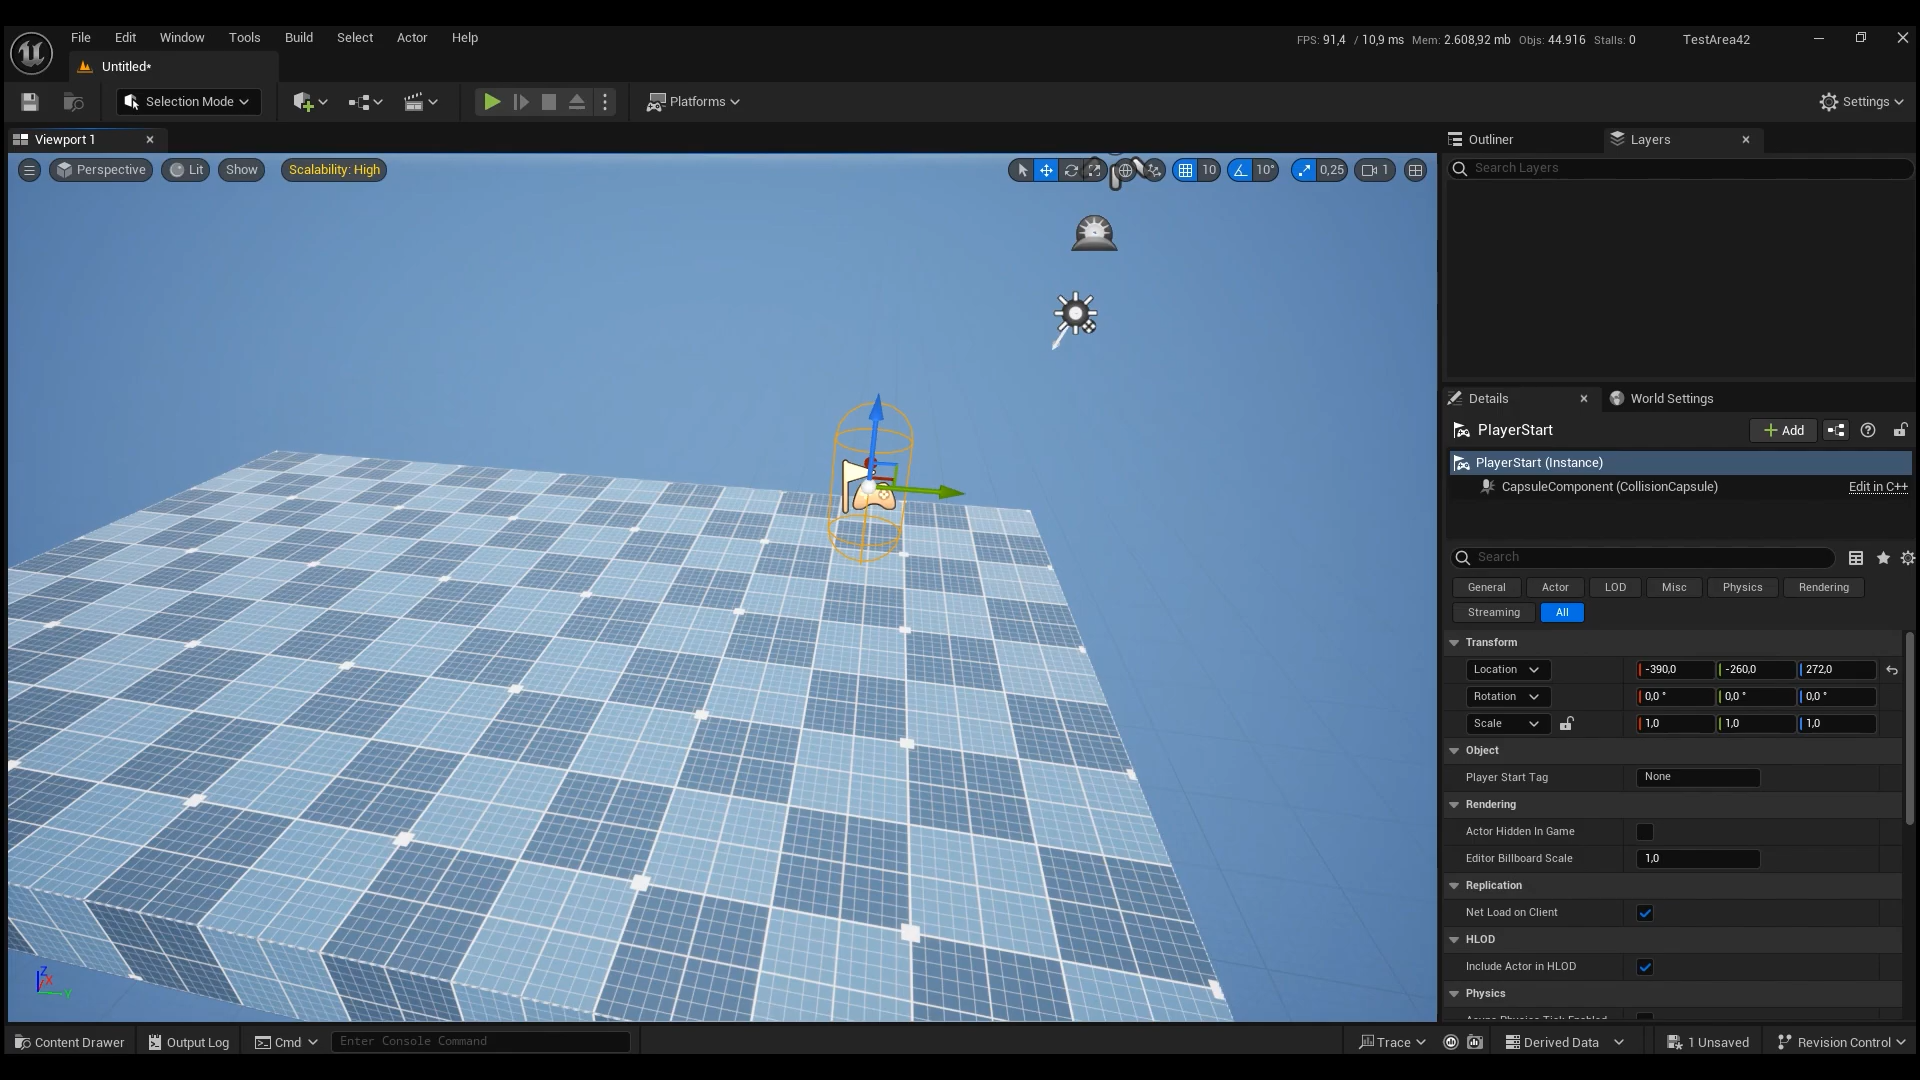 File Edit Window Tools Build Select Actor Help
FPS: 91,4 / 10,9 ms Mem: 2.608,92 mb Objs: 44.916 Stalls: 0 TestArea42
Untitled*
Selection Mode
Platforms
Settings
Viewport 1
Outliner
Layers
Perspective Lit Show Scalability: High
10 10° 0,25 1
Search Layers
Details
World Settings
PlayerStart
Add
PlayerStart (Instance)
CapsuleComponent (CollisionCapsule) Edit in C++
Search
General Actor LOD Misc Physics Rendering
Streaming All
Transform
Location -390,0 -260,0 272,0
Rotation 0,0 ° 0,0 ° 0,0 °
Scale 1,0 1,0 1,0
Object
Player Start Tag None
Rendering
Actor Hidden In Game
Editor Billboard Scale 1,0
Replication
Net Load on Client
HLOD
Include Actor in HLOD
Physics
Async Physics Tick Enabled
Z X Y
Content Drawer Output Log Cmd Enter Console Command
Trace Derived Data 1 Unsaved Revision Control